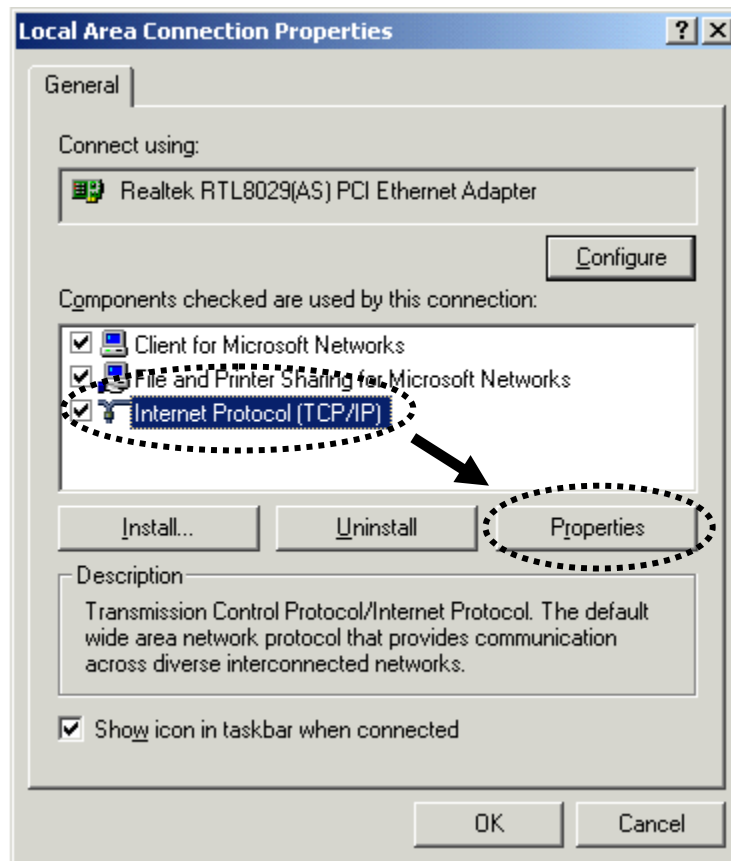 Local Area Connection Properties
General
Connect using:
Realtek RTL8029(AS) PCI Ethernet Adapter
Configure
Components checked are used by this connection:
Client for Microsoft Networks
File and Printer Sharing for Microsoft Networks
Internet Protocol (TCP/IP)
Install... Uninstall Properties
Description
Transmission Control Protocol/Internet Protocol. The default
wide area network protocol that provides communication
across diverse interconnected networks.
Show icon in taskbar when connected
OK Cancel